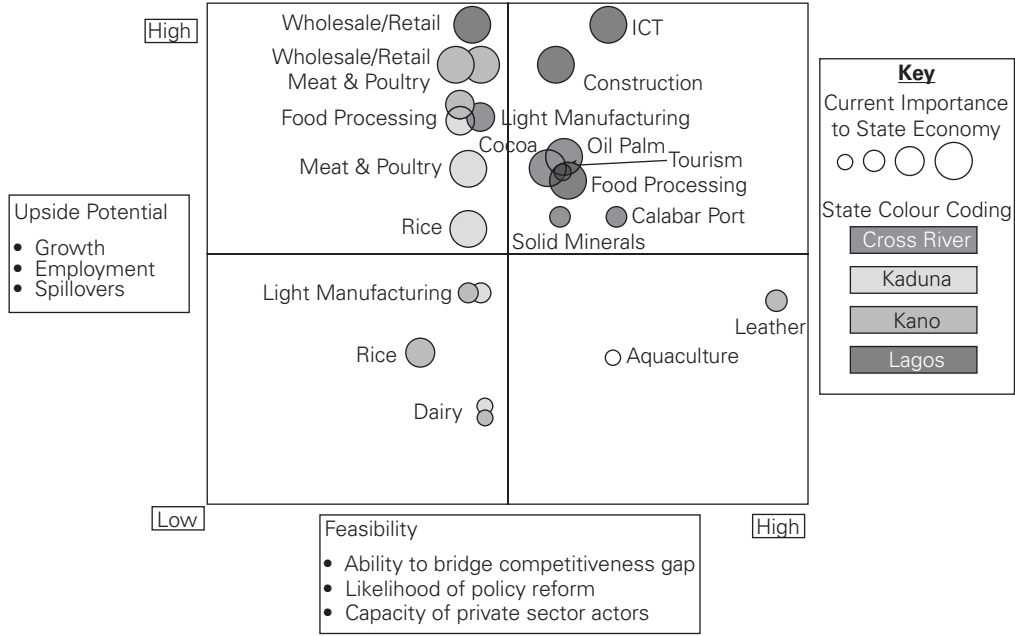 High
Wholesale/Retail
ICT
Wholesale/Retail
Meat & Poultry
Construction
Food Processing
Light Manufacturing
Cocoa
Oil Palm
Tourism
Meat & Poultry
Food Processing
Rice
Calabar Port
Solid Minerals
Light Manufacturing
Leather
Rice
Aquaculture
Dairy
Upside Potential
• Growth
• Employment
• Spillovers
Key
Current Importance
to State Economy
State Colour Coding
Cross River
Kaduna
Kano
Lagos
Low
Feasibility
• Ability to bridge competitiveness gap
• Likelihood of policy reform
• Capacity of private sector actors
High